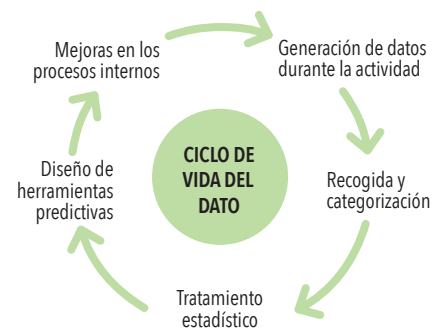 Mejoras en los
procesos internos
Generación de datos
durante la actividad
CICLO DE
VIDA DEL
DATO
Diseño de
herramientas
predictivas
Recogida y
categorización
Tratamiento
estadístico